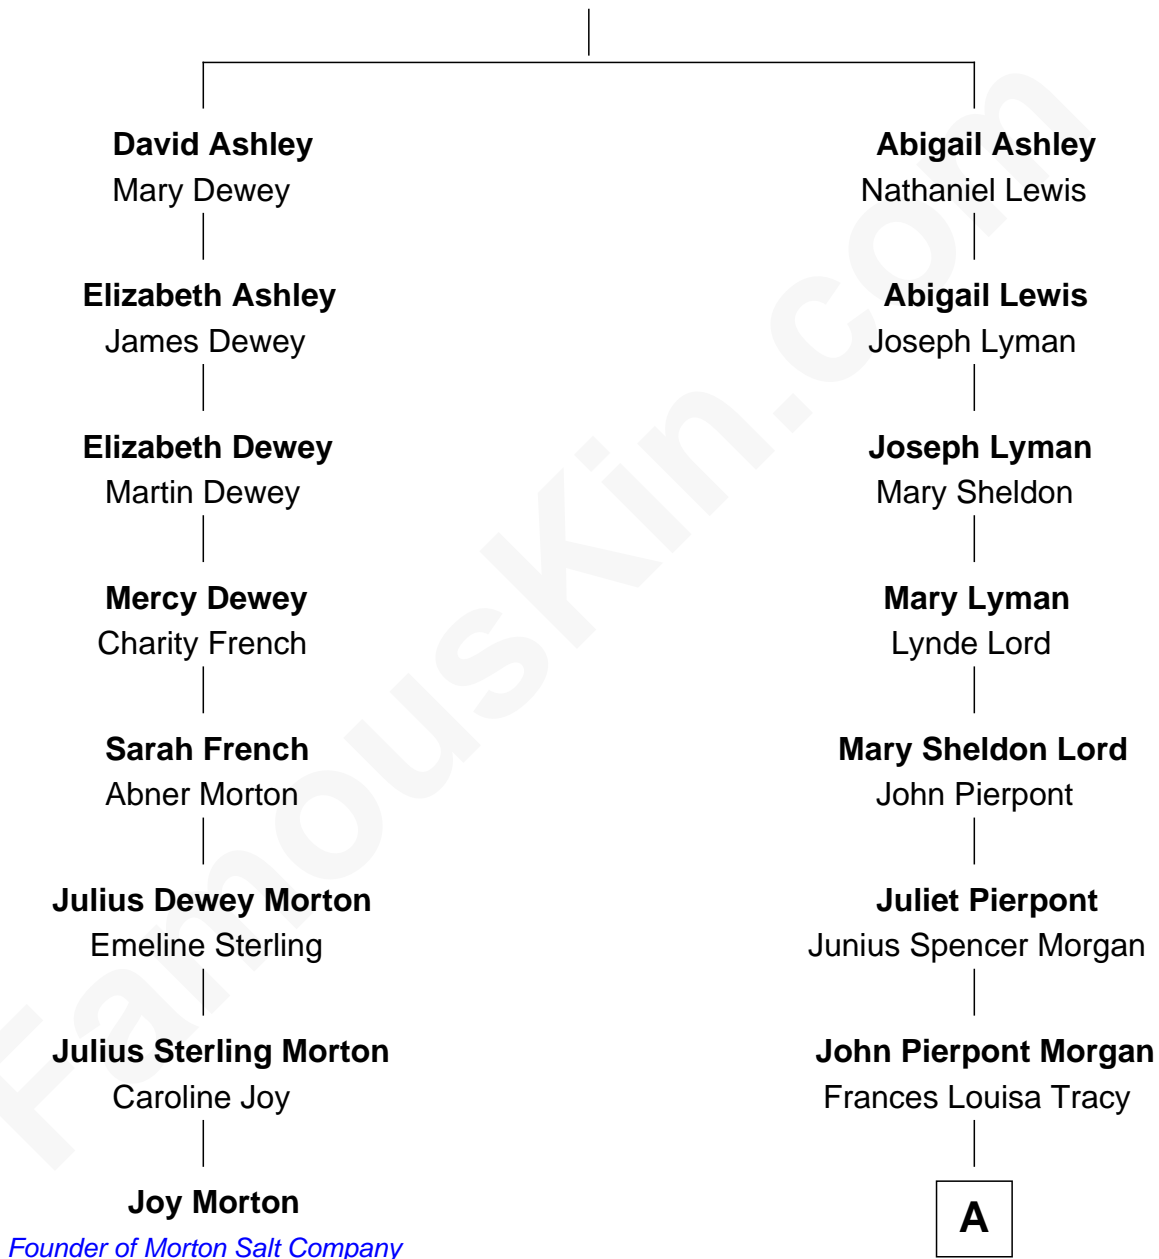 David Ashley
Mary Dewey
Abigail Ashley
Nathaniel Lewis
Elizabeth Ashley
James Dewey
Abigail Lewis
Joseph Lyman
Elizabeth Dewey
Martin Dewey
Joseph Lyman
Mary Sheldon
Mercy Dewey
Charity French
Mary Lyman
Lynde Lord
Sarah French
Abner Morton
Mary Sheldon Lord
John Pierpont
Julius Dewey Morton
Emeline Sterling
Juliet Pierpont
Junius Spencer Morgan
Julius Sterling Morton
Caroline Joy
John Pierpont Morgan
Frances Louisa Tracy
Joy Morton
Founder of Morton Salt Company
A
FamousKin.com